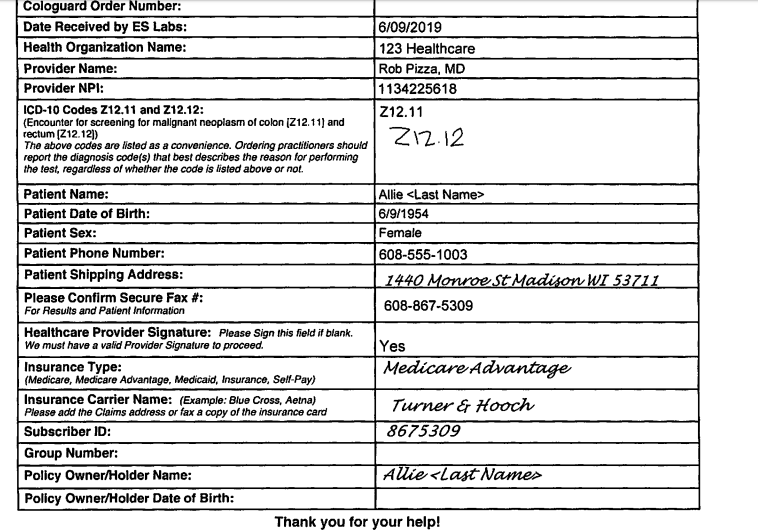 Cologuard Order Number:
Date Received by ES Labs: 6/09/2019
Health Organization Name: 123 Healthcare
Provider Name: Rob Pizza, MD
Provider NPI: 1134225618
ICD-10 Codes Z12.11 and Z12.12: Z12.11
(Encounter for screening for malignant neoplasm of colon [Z12.11] and Z12.12
rectum [Z12.12])
The above codes are listed as a convenience. Ordering practitioners should
report the diagnosis code(s) that best describes the reason for performing
the test, regardless of whether the code is listed above or not.
Patient Name: Allie <Last Name>
Patient Date of Birth: 6/9/1954
Patient Sex: Female
Patient Phone Number: 608-555-1003
Patient Shipping Address: 1440 Monroe St Madison WI 53711
Please Confirm Secure Fax #: 608-867-5309
For Results and Patient Information
Healthcare Provider Signature: Please Sign this field if blank.
We must have a valid Provider Signature to proceed. Yes
Insurance Type: Medicare Advantage
(Medicare, Medicare Advantage, Medicaid, Insurance, Self-Pay)
Insurance Carrier Name: (Example: Blue Cross, Aetna) Turner & Hooch
Please add the Claims address or fax a copy of the insurance card
Subscriber ID: 8675309
Group Number:
Policy Owner/Holder Name: Allie <Last Name>
Policy Owner/Holder Date of Birth:
Thank you for your help!